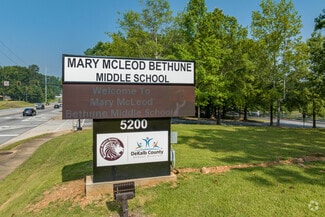 MARY MCLEOD BETHUNE
MIDDLE SCHOOL
Welcome To
Mary McLeod
Bethune Middle School
5200
DeKalb County